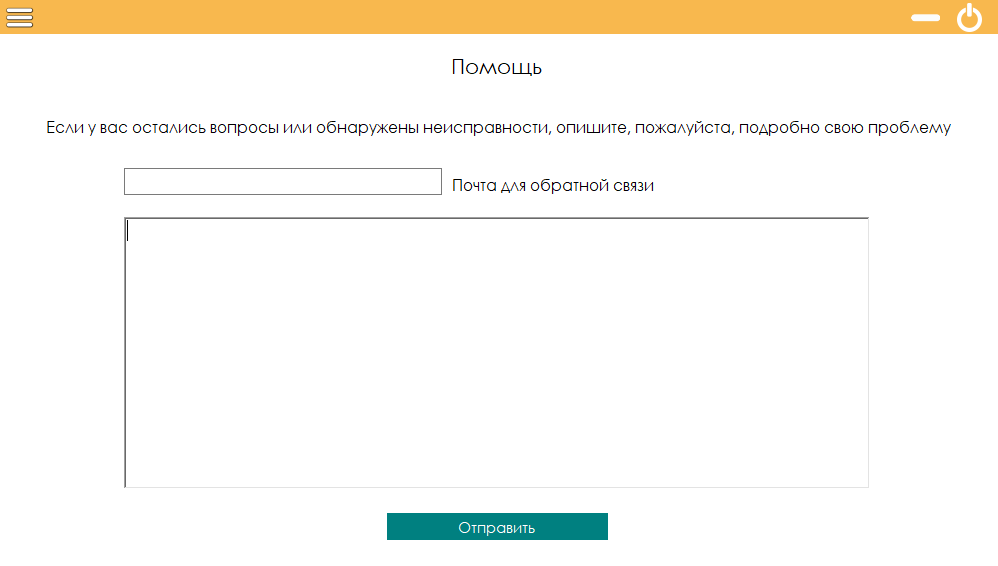 Помощь
Если у вас остались вопросы или обнаружены неисправности, опишите, пожалуйста, подробно свою проблему
Почта для обратной связи
Отправить